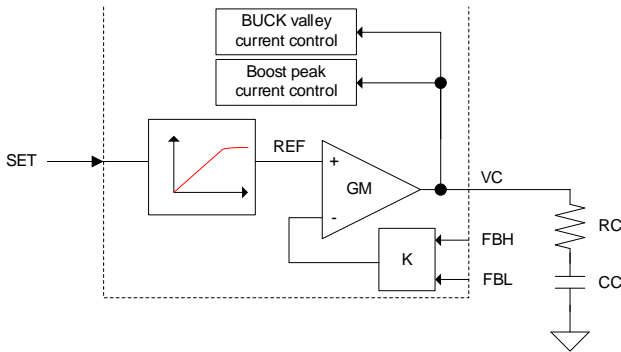 BUCK valley
current control
Boost peak
current control
SET
REF
+
GM
-
VC
K
FBH
FBL
RC
CC